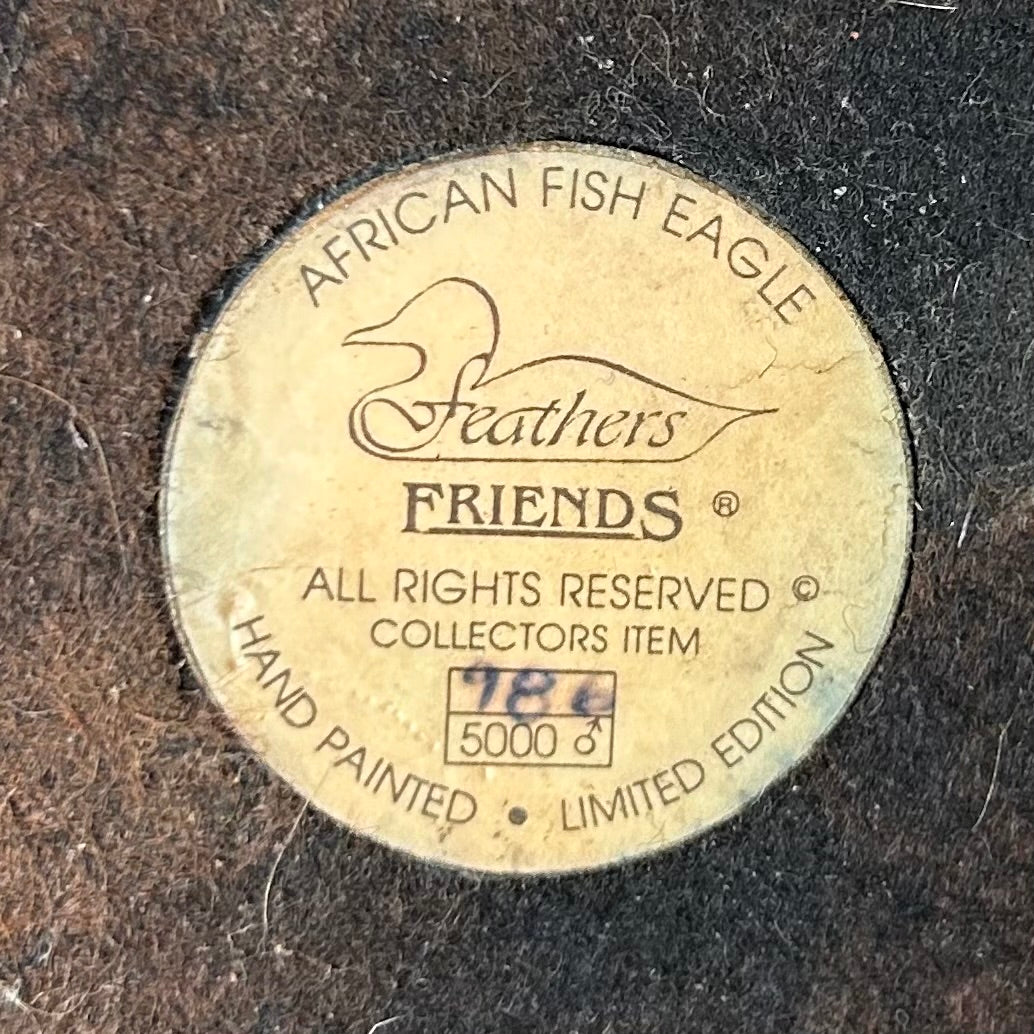 AFRICAN FISH EAGLE
Feathers
FRIENDS ®
ALL RIGHTS RESERVED ©
COLLECTORS ITEM
5000 ♂
HAND PAINTED • LIMITED EDITION